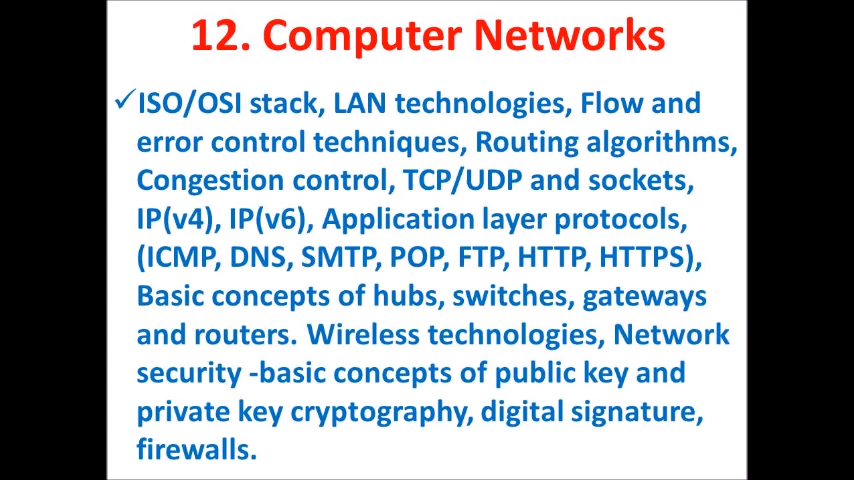 12. Computer Networks
✓ISO/OSI stack, LAN technologies, Flow and
error control techniques, Routing algorithms,
Congestion control, TCP/UDP and sockets,
IP(v4), IP(v6), Application layer protocols,
(ICMP, DNS, SMTP, POP, FTP, HTTP, HTTPS),
Basic concepts of hubs, switches, gateways
and routers. Wireless technologies, Network
security -basic concepts of public key and
private key cryptography, digital signature,
firewalls.